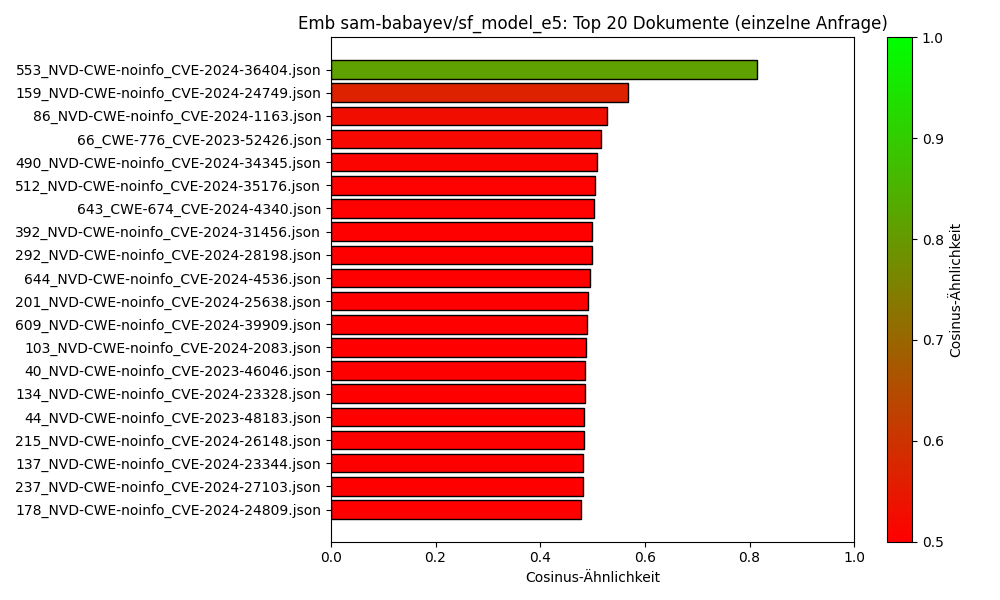 Emb sam-babayev/sf_model_e5: Top 20 Dokumente (einzelne Anfrage)
553_NVD-CWE-noinfo_CVE-2024-36404.json
159_NVD-CWE-noinfo_CVE-2024-24749.json
86_NVD-CWE-noinfo_CVE-2024-1163.json
66_CWE-776_CVE-2023-52426.json
490_NVD-CWE-noinfo_CVE-2024-34345.json
512_NVD-CWE-noinfo_CVE-2024-35176.json
643_CWE-674_CVE-2024-4340.json
392_NVD-CWE-noinfo_CVE-2024-31456.json
292_NVD-CWE-noinfo_CVE-2024-28198.json
644_NVD-CWE-noinfo_CVE-2024-4536.json
201_NVD-CWE-noinfo_CVE-2024-25638.json
609_NVD-CWE-noinfo_CVE-2024-39909.json
103_NVD-CWE-noinfo_CVE-2024-2083.json
40_NVD-CWE-noinfo_CVE-2023-46046.json
134_NVD-CWE-noinfo_CVE-2024-23328.json
44_NVD-CWE-noinfo_CVE-2023-48183.json
215_NVD-CWE-noinfo_CVE-2024-26148.json
137_NVD-CWE-noinfo_CVE-2024-23344.json
237_NVD-CWE-noinfo_CVE-2024-27103.json
178_NVD-CWE-noinfo_CVE-2024-24809.json
0.0 0.2 0.4 0.6 0.8 1.0
Cosinus-Ähnlichkeit
1.0
0.9
0.8
0.7
0.6
0.5
Cosinus-Ähnlichkeit